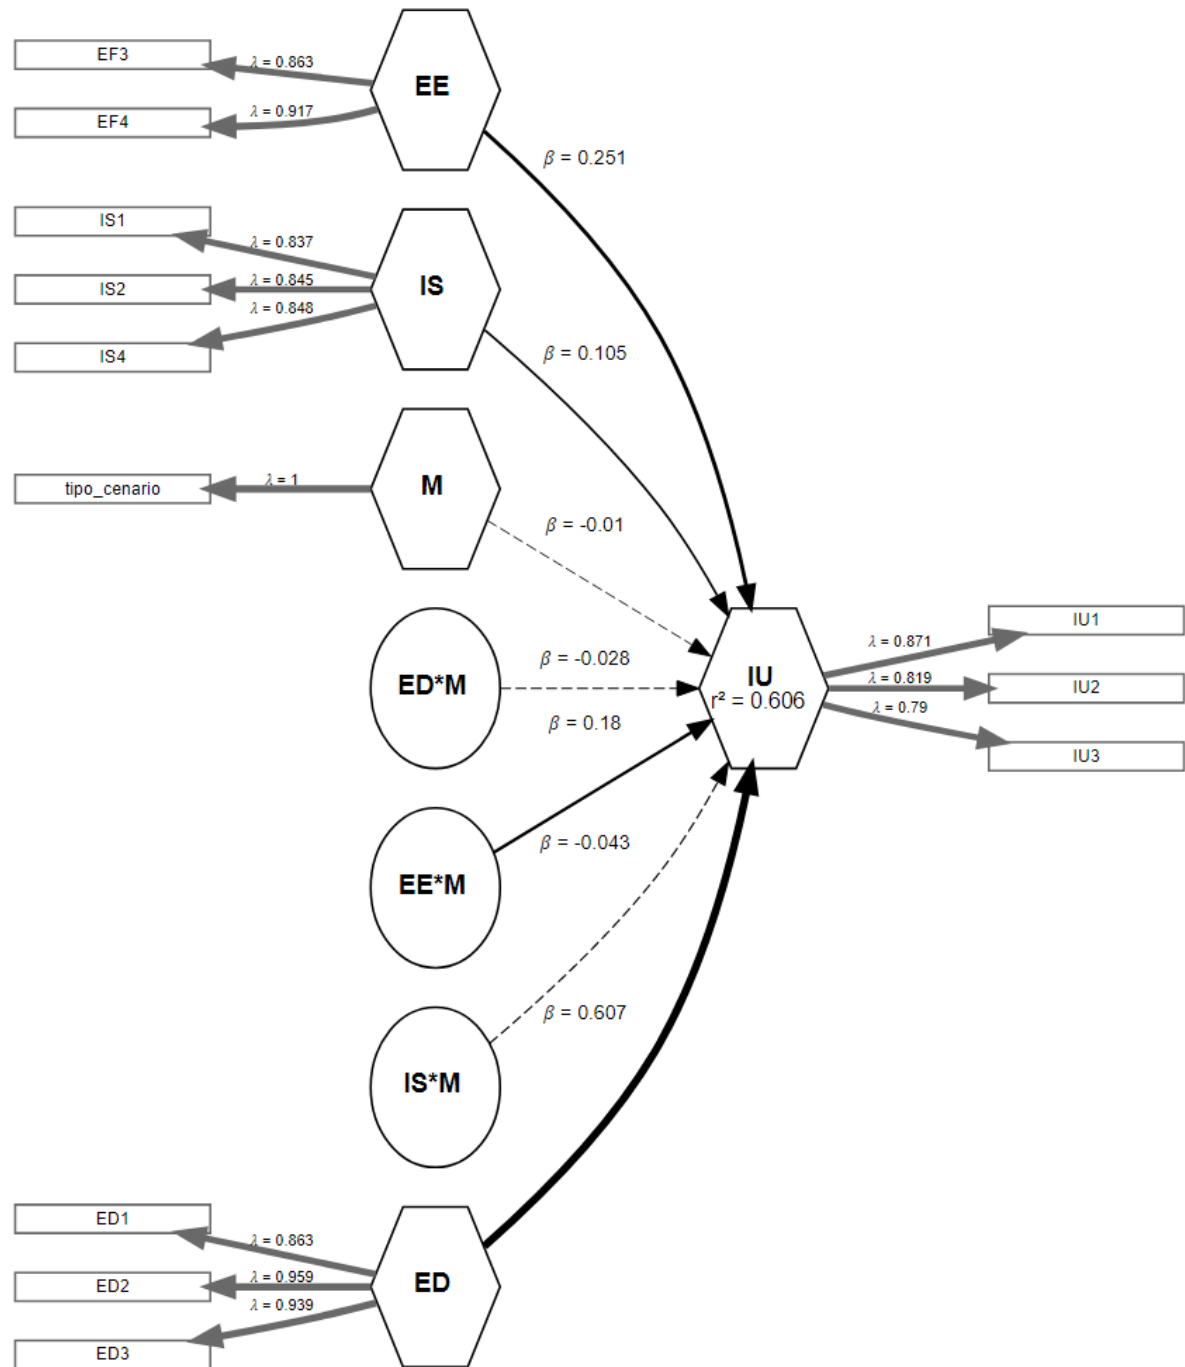 EF3
λ = 0.863
EE
EF4
λ = 0.917
β = 0.251
IS1
λ = 0.837
IS
IS2
λ = 0.845
λ = 0.848
IS4
β = 0.105
M
tipo_cenario
λ = 1
β = -0.01
IU1
λ = 0.871
ED*M
β = -0.028
IU
r² = 0.606
λ = 0.819
IU2
β = 0.18
λ = 0.79
IU3
β = -0.043
EE*M
β = 0.607
IS*M
ED1
λ = 0.863
ED
ED2
λ = 0.959
λ = 0.939
ED3